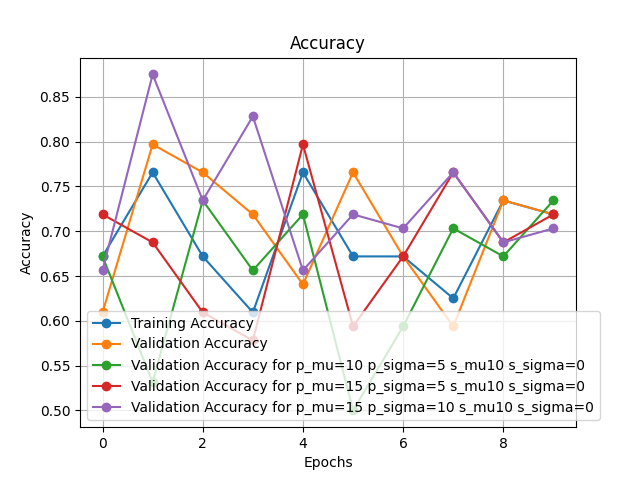 Accuracy
0.85
0.80
0.75
0.70
0.65
0.60
0.55
0.50
Accuracy
Training Accuracy
Validation Accuracy
Validation Accuracy for p_mu=10 p_sigma=5 s_mu10 s_sigma=0
Validation Accuracy for p_mu=15 p_sigma=5 s_mu10 s_sigma=0
Validation Accuracy for p_mu=15 p_sigma=10 s_mu10 s_sigma=0
0 2 4 6 8
Epochs